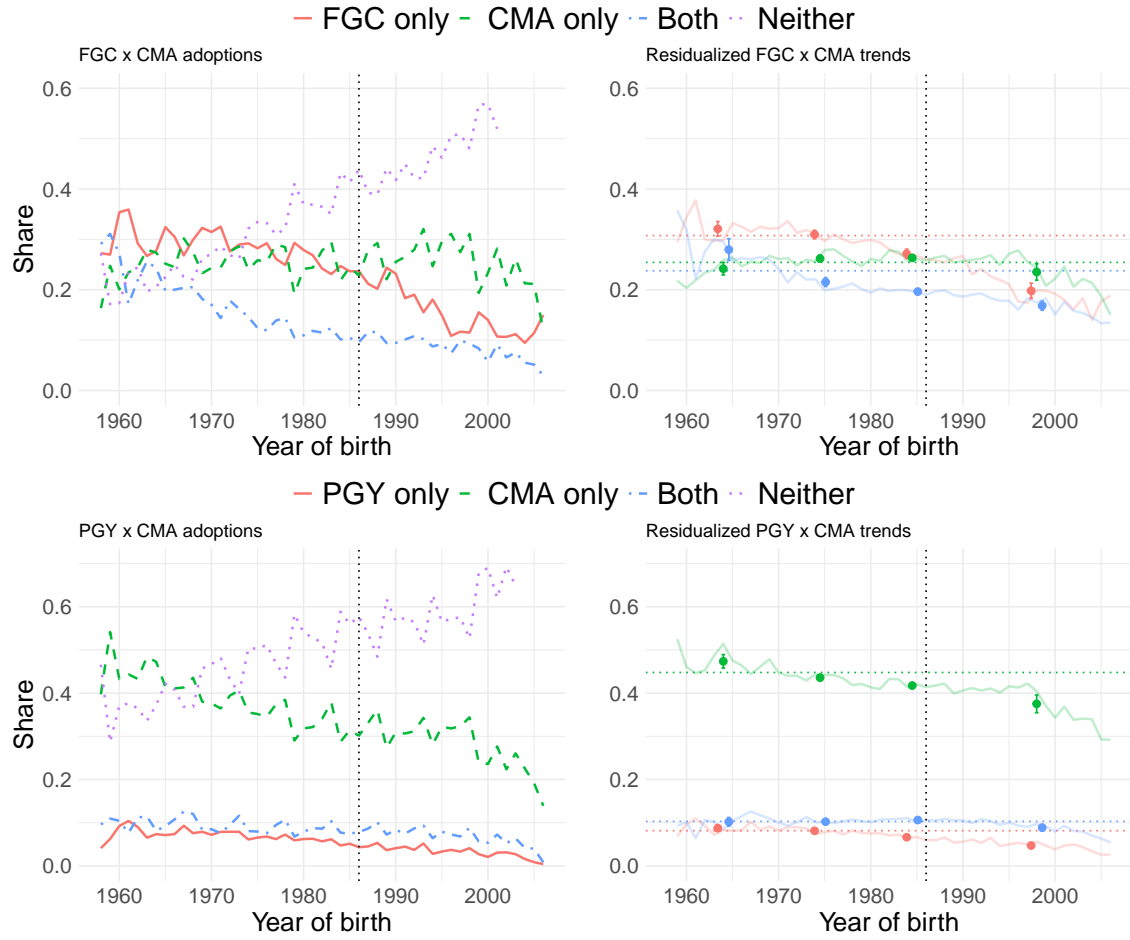 FGC only CMA only Both Neither
FGC x CMA adoptions
Residualized FGC x CMA trends
Share
0.6
0.4
0.2
0.0
1960 1970 1980 1990 2000
Year of birth
0.6
0.4
0.2
0.0
1960 1970 1980 1990 2000
Year of birth
PGY only CMA only Both Neither
PGY x CMA adoptions
Residualized PGY x CMA trends
Share
0.6
0.4
0.2
0.0
1960 1970 1980 1990 2000
Year of birth
0.6
0.4
0.2
0.0
1960 1970 1980 1990 2000
Year of birth